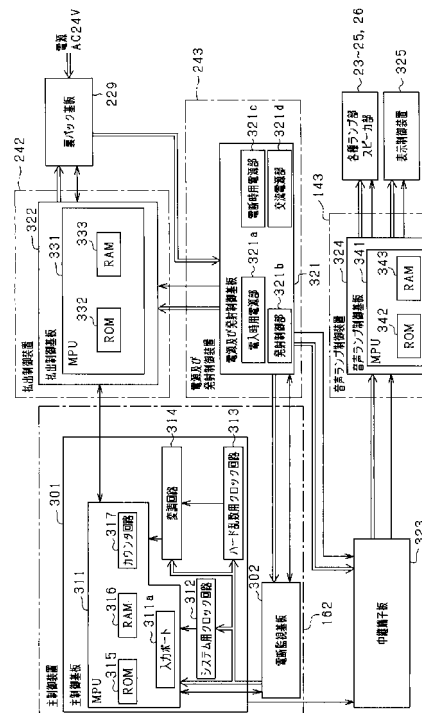 電源
AC24V
裏パック基板
229
242
322
331
払出制御装置
払出制御基板
MPU
332
ROM
333
RAM
243
電源及び
発射制御装置
電源及び発射制御基板
321a
電入時用電源部
321b
発射制御部
321c
電断時用電源部
321d
交流電源部
321
各種ランプ部
スピーカ部
23~25, 26
表示制御装置
325
143
324
341
音声ランプ制御装置
音声ランプ制御基板
MPU
342
ROM
343
RAM
主制御装置
主制御基板
301
311
MPU
315
ROM
316
RAM
317
カウンタ回路
311a
入力ポート
314
変調回路
312
システム用クロック回路
313
ハード乱数用クロック回路
302
電断監視基板
162
中継端子板
323